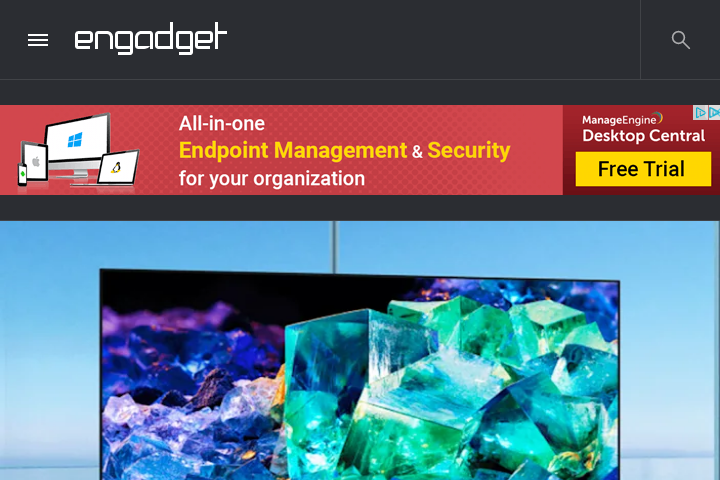 engadget
All-in-one
Endpoint Management & Security
for your organization
ManageEngine
Desktop Central
Free Trial